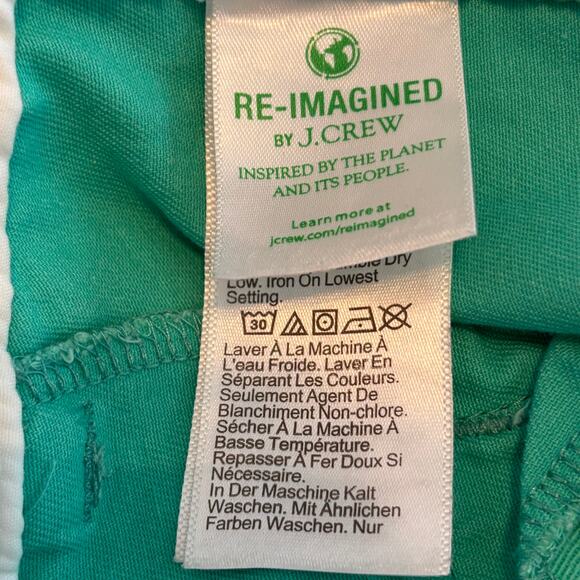 RE-IMAGINED
BY J.CREW
INSPIRED BY THE PLANET
AND ITS PEOPLE.
Learn more at
jcrew.com/reimagined
Dry
Low. Iron On Lowest
Setting.
30
Laver À La Machine À
L'eau Froide. Laver En
Séparant Les Couleurs.
Seulement Agent De
Blanchiment Non-chlore.
Sécher À La Machine À
Basse Température.
Repasser À Fer Doux Si
Nécessaire.
In Der Maschine Kalt
Waschen. Mit Ähnlichen
Farben Waschen. Nur